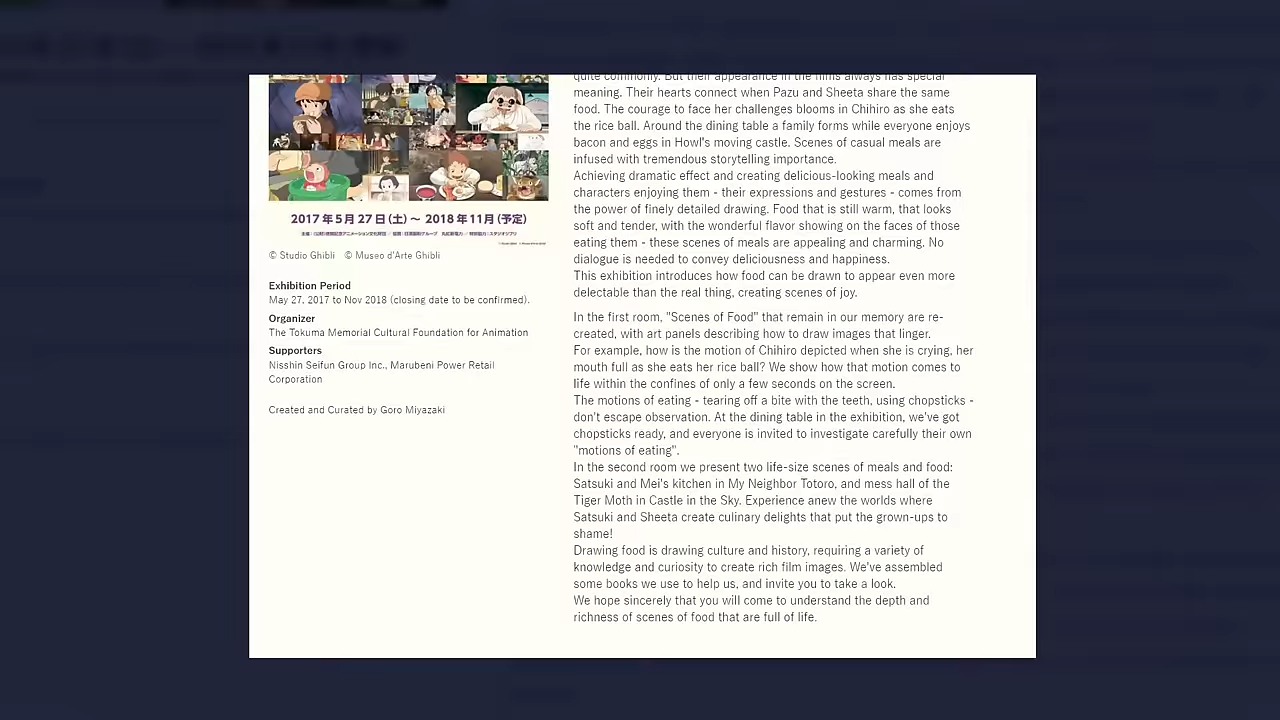 2017年5月27日(土)〜 2018年11月(予定)
© Studio Ghibli © Museo d'Arte Ghibli
Exhibition Period
May 27, 2017 to Nov 2018 (closing date to be confirmed).
Organizer
The Tokuma Memorial Cultural Foundation for Animation
Supporters
Nisshin Seifun Group Inc., Marubeni Power Retail
Corporation
Created and Curated by Goro Miyazaki
quite commonly. But their appearance in the films always has special
meaning. Their hearts connect when Pazu and Sheeta share the same
food. The courage to face her challenges blooms in Chihiro as she eats
the rice ball. Around the dining table a family forms while everyone enjoys
bacon and eggs in Howl's moving castle. Scenes of casual meals are
infused with tremendous storytelling importance.
Achieving dramatic effect and creating delicious-looking meals and
characters enjoying them - their expressions and gestures - comes from
the power of finely detailed drawing. Food that is still warm, that looks
soft and tender, with the wonderful flavor showing on the faces of those
eating them - these scenes of meals are appealing and charming. No
dialogue is needed to convey deliciousness and happiness.
This exhibition introduces how food can be drawn to appear even more
delectable than the real thing, creating scenes of joy.
In the first room, "Scenes of Food" that remain in our memory are re-
created, with art panels describing how to draw images that linger.
For example, how is the motion of Chihiro depicted when she is crying, her
mouth full as she eats her rice ball? We show how that motion comes to
life within the confines of only a few seconds on the screen.
The motions of eating - tearing off a bite with the teeth, using chopsticks -
don't escape observation. At the dining table in the exhibition, we've got
chopsticks ready, and everyone is invited to investigate carefully their own
"motions of eating".
In the second room we present two life-size scenes of meals and food:
Satsuki and Mei's kitchen in My Neighbor Totoro, and mess hall of the
Tiger Moth in Castle in the Sky. Experience anew the worlds where
Satsuki and Sheeta create culinary delights that put the grown-ups to
shame!
Drawing food is drawing culture and history, requiring a variety of
knowledge and curiosity to create rich film images. We've assembled
some books we use to help us, and invite you to take a look.
We hope sincerely that you will come to understand the depth and
richness of scenes of food that are full of life.